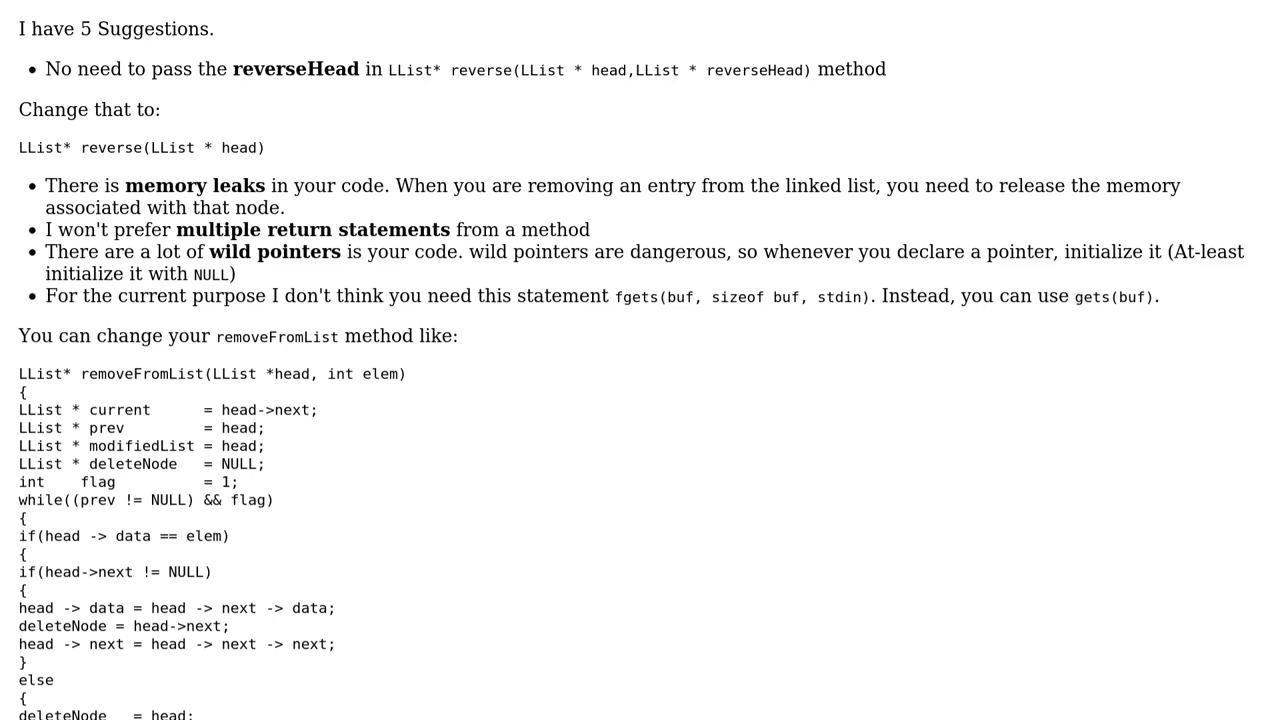 I have 5 Suggestions.
• No need to pass the reverseHead in LList* reverse(LList * head,LList * reverseHead) method
Change that to:
LList* reverse(LList * head)
• There is memory leaks in your code. When you are removing an entry from the linked list, you need to release the memory
associated with that node.
• I won't prefer multiple return statements from a method
• There are a lot of wild pointers is your code. wild pointers are dangerous, so whenever you declare a pointer, initialize it (At-least
initialize it with NULL)
• For the current purpose I don't think you need this statement fgets(buf, sizeof buf, stdin). Instead, you can use gets(buf).
You can change your removeFromList method like:
LList* removeFromList(LList *head, int elem)
{
LList * current      = head->next;
LList * prev         = head;
LList * modifiedList = head;
LList * deleteNode   = NULL;
int    flag          = 1;
while((prev != NULL) && flag)
{
if(head -> data == elem)
{
if(head->next != NULL)
{
head -> data = head -> next -> data;
deleteNode = head->next;
head -> next = head -> next -> next;
}
else
{
deleteNode   = head;